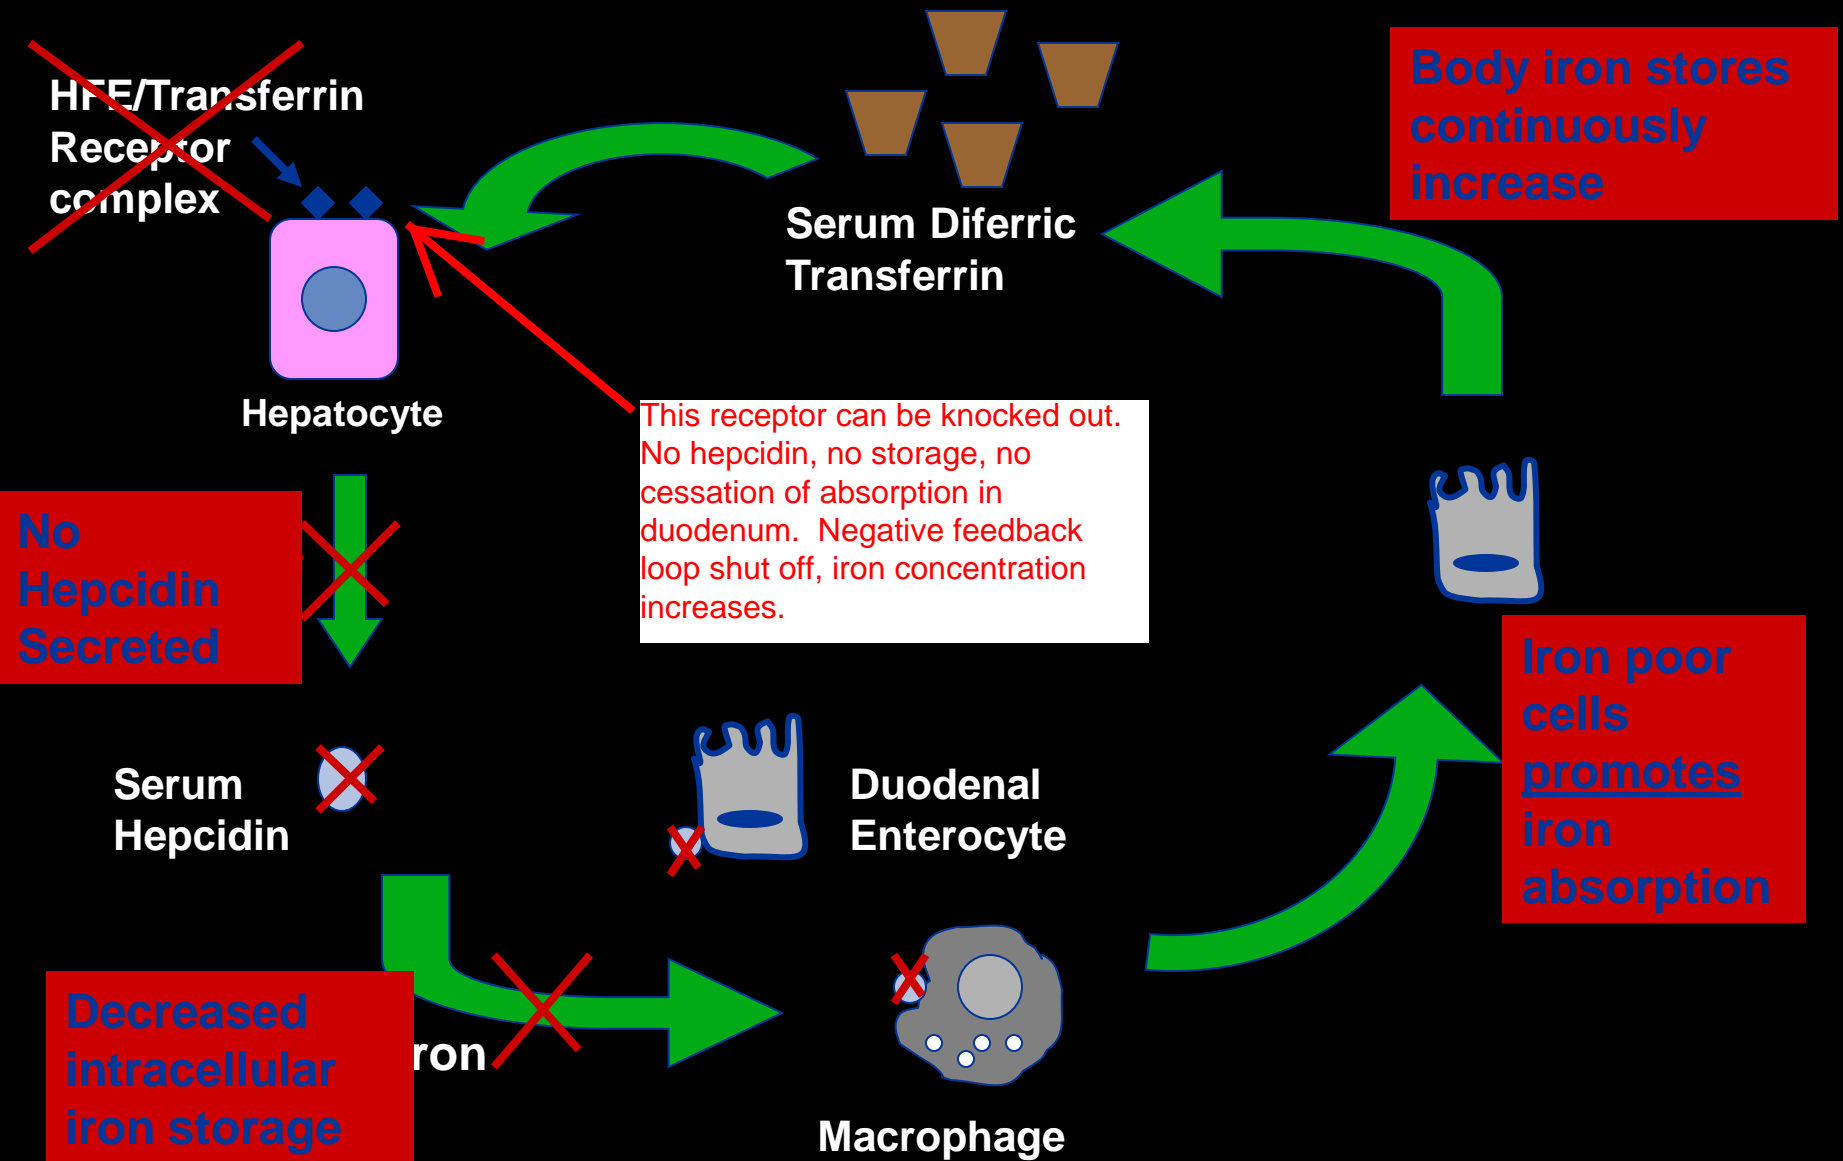 HFE/Transferrin
Receptor
complex
Serum Diferric
Transferrin
Body iron stores
continuously
increase
Hepatocyte
This receptor can be knocked out.
No hepcidin, no storage, no
cessation of absorption in
duodenum.  Negative feedback
loop shut off, iron concentration
increases.
No
Hepcidin
Secreted
Iron poor
cells
promotes
iron
absorption
Serum
Hepcidin
Duodenal
Enterocyte
Decreased
intracellular
iron storage
ron
Macrophage